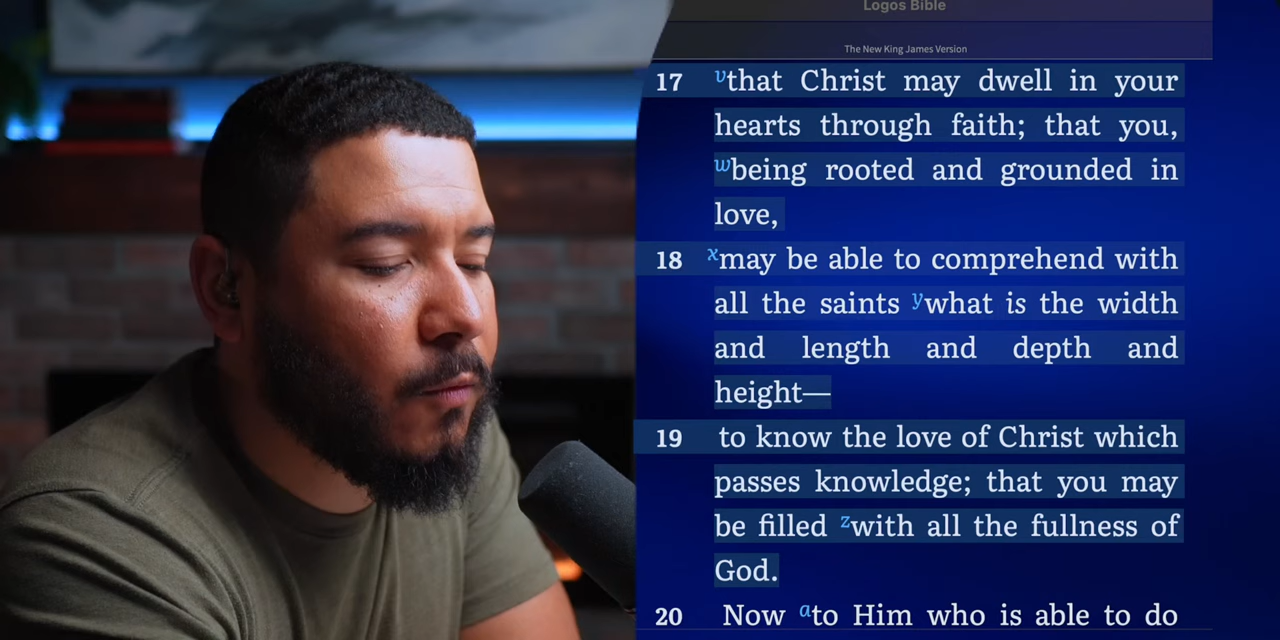 Logos Bible
The New King James Version
17 vthat Christ may dwell in your
hearts through faith; that you,
wbeing rooted and grounded in
love,
18 xmay be able to comprehend with
all the saints ywhat is the width
and length and depth and
height—
19 to know the love of Christ which
passes knowledge; that you may
be filled zwith all the fullness of
God.
20 Now ato Him who is able to do